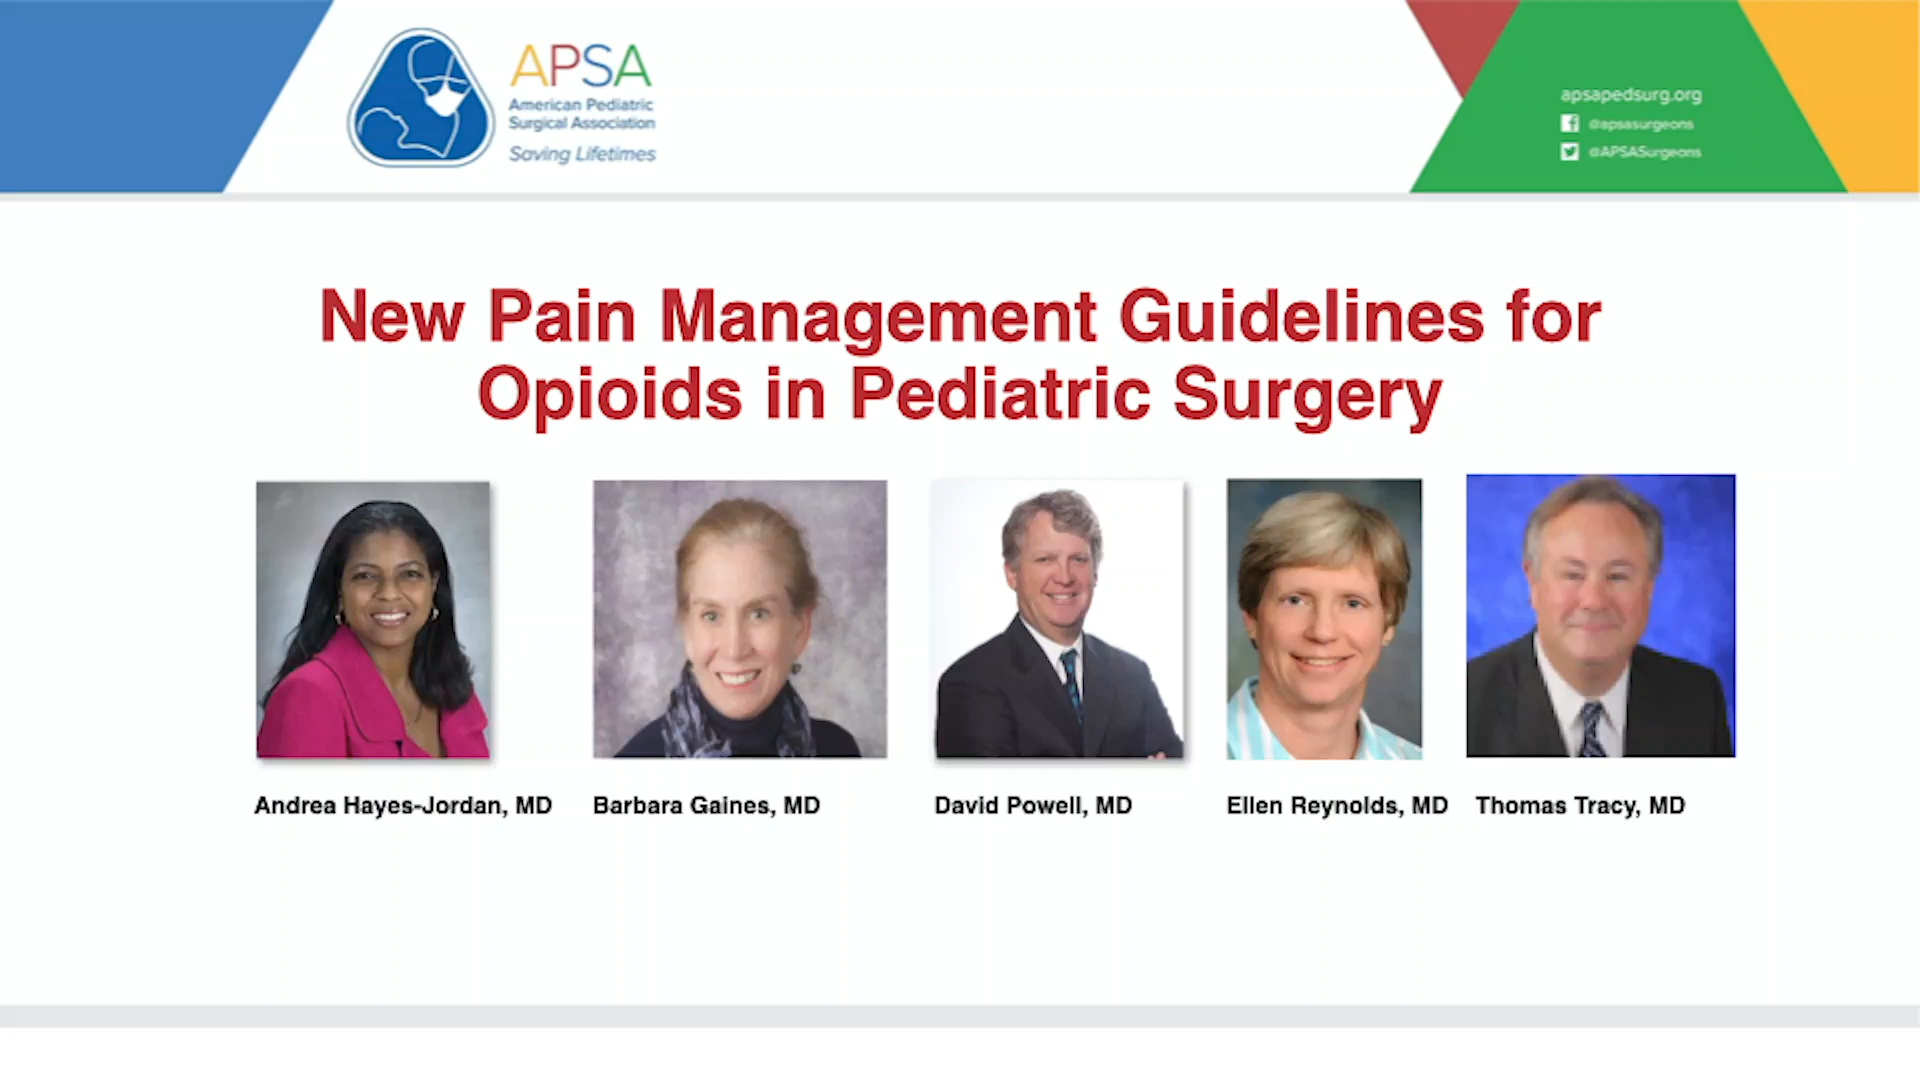 APSA
American Pediatric
Surgical Association
Saving Lifetimes
apsapedsurg.org
@apsasurgeons
@APSASurgeons
New Pain Management Guidelines for
Opioids in Pediatric Surgery
Andrea Hayes-Jordan, MD
Barbara Gaines, MD
David Powell, MD
Ellen Reynolds, MD
Thomas Tracy, MD